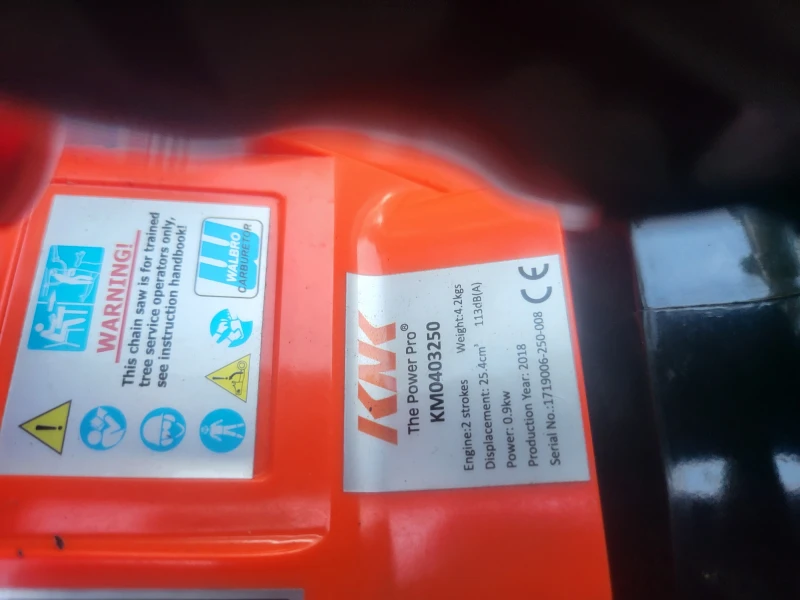 WARNING!
This chain saw is for trained
tree service operators only,
see instruction handbook!
WALBRO
CARBURETOR
KNK
The Power Pro®
KM0403250
Engine:2 strokes Weight:4.2kgs
Displacement: 25.4cm³ 113dB(A)
Power: 0.9kw
Production Year: 2018
Serial No.:1719006-250-008
CE